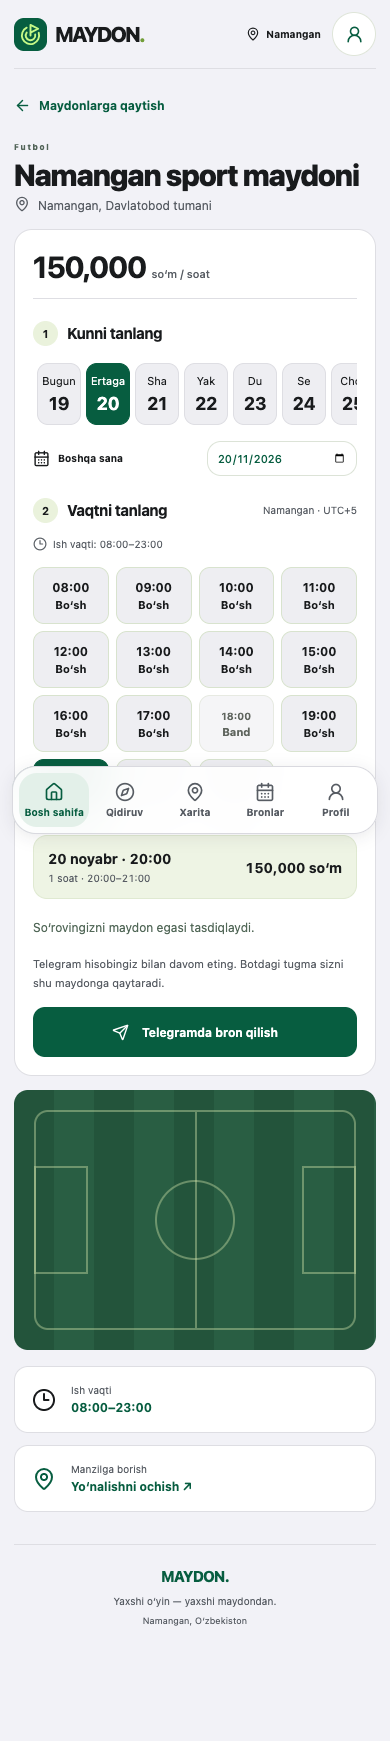 MAYDON.
Namangan
Maydonlarga qaytish
Futbol
Namangan sport maydoni
Namangan, Davlatobod tumani
150,000 so‘m / soat
1 Kunni tanlang
Bugun Ertaga Sha Yak Du Se Cho
19 20 21 22 23 24 25
Boshqa sana 20/11/2026
2 Vaqtni tanlang Namangan · UTC+5
Ish vaqti: 08:00–23:00
08:00 09:00 10:00 11:00
Bo‘sh Bo‘sh Bo‘sh Bo‘sh
12:00 13:00 14:00 15:00
Bo‘sh Bo‘sh Bo‘sh Bo‘sh
16:00 17:00 18:00 19:00
Bo‘sh Bo‘sh Band Bo‘sh
Bosh sahifa Qidiruv Xarita Bronlar Profil
20 noyabr · 20:00 150,000 so‘m
1 soat · 20:00–21:00
So‘rovingizni maydon egasi tasdiqlaydi.
Telegram hisobingiz bilan davom eting. Botdagi tugma sizni
shu maydonga qaytaradi.
Telegramda bron qilish
Ish vaqti
08:00–23:00
Manzilga borish
Yo‘nalishni ochish ↗
MAYDON.
Yaxshi o‘yin — yaxshi maydondan.
Namangan, O‘zbekiston